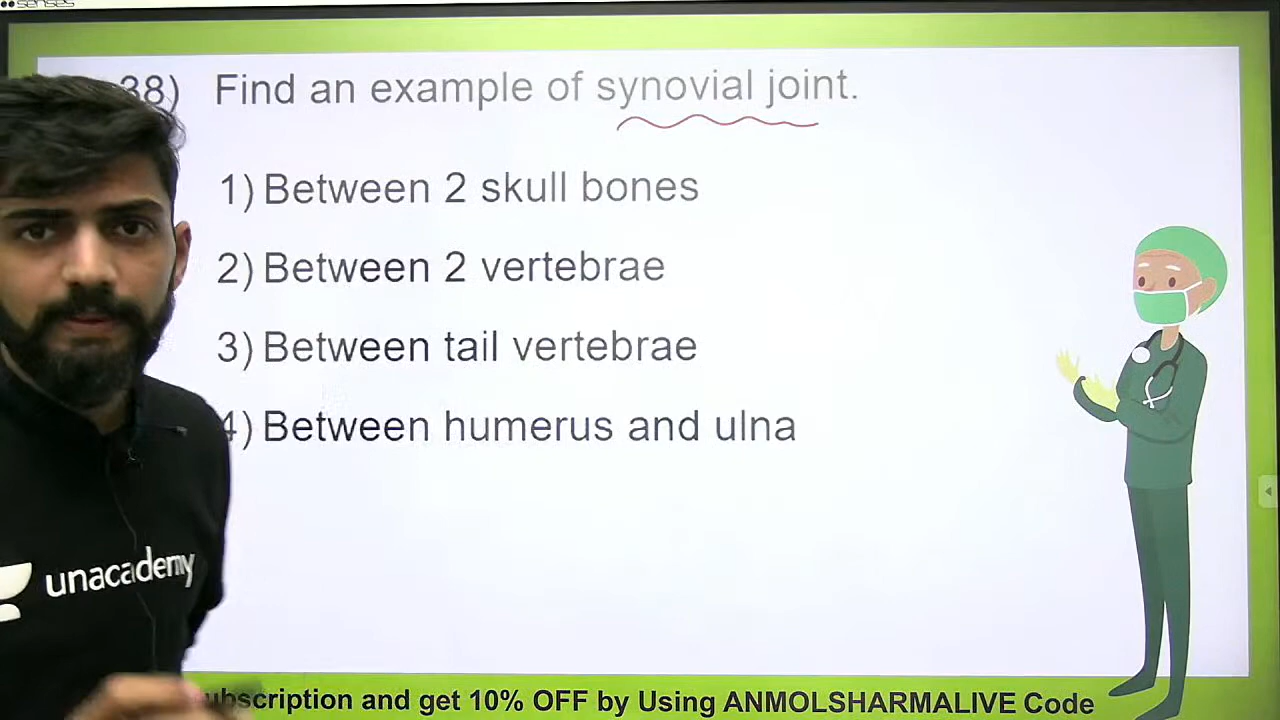 senses
38) Find an example of synovial joint.
1) Between 2 skull bones
2) Between 2 vertebrae
3) Between tail vertebrae
4) Between humerus and ulna
unacademy
ubscription and get 10% OFF by Using ANMOLSHARMALIVE Code